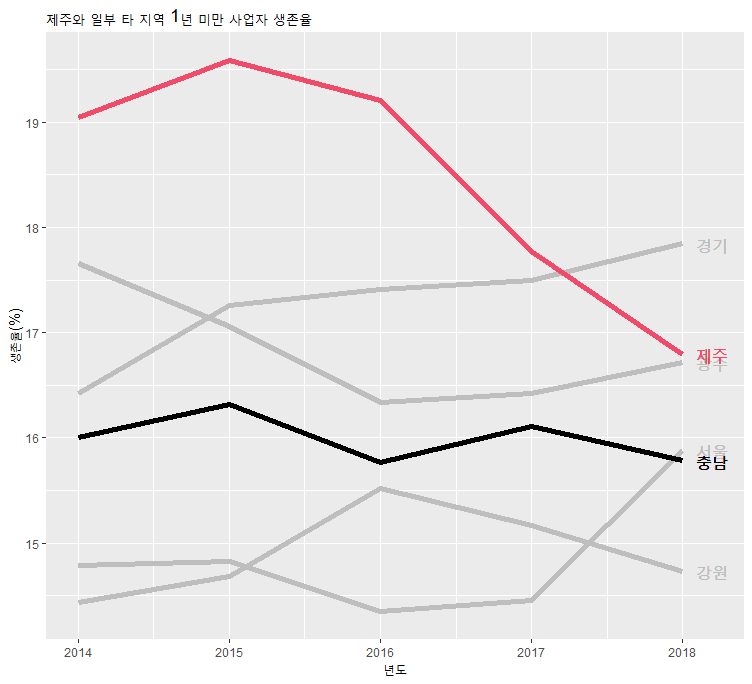 제주와 일부 타 지역 1년 미만 사업자 생존율
생존율(%)
19
18
17
16
15
경기
제주
광주
서울
충남
강원
2014 2015 2016 2017 2018
년도